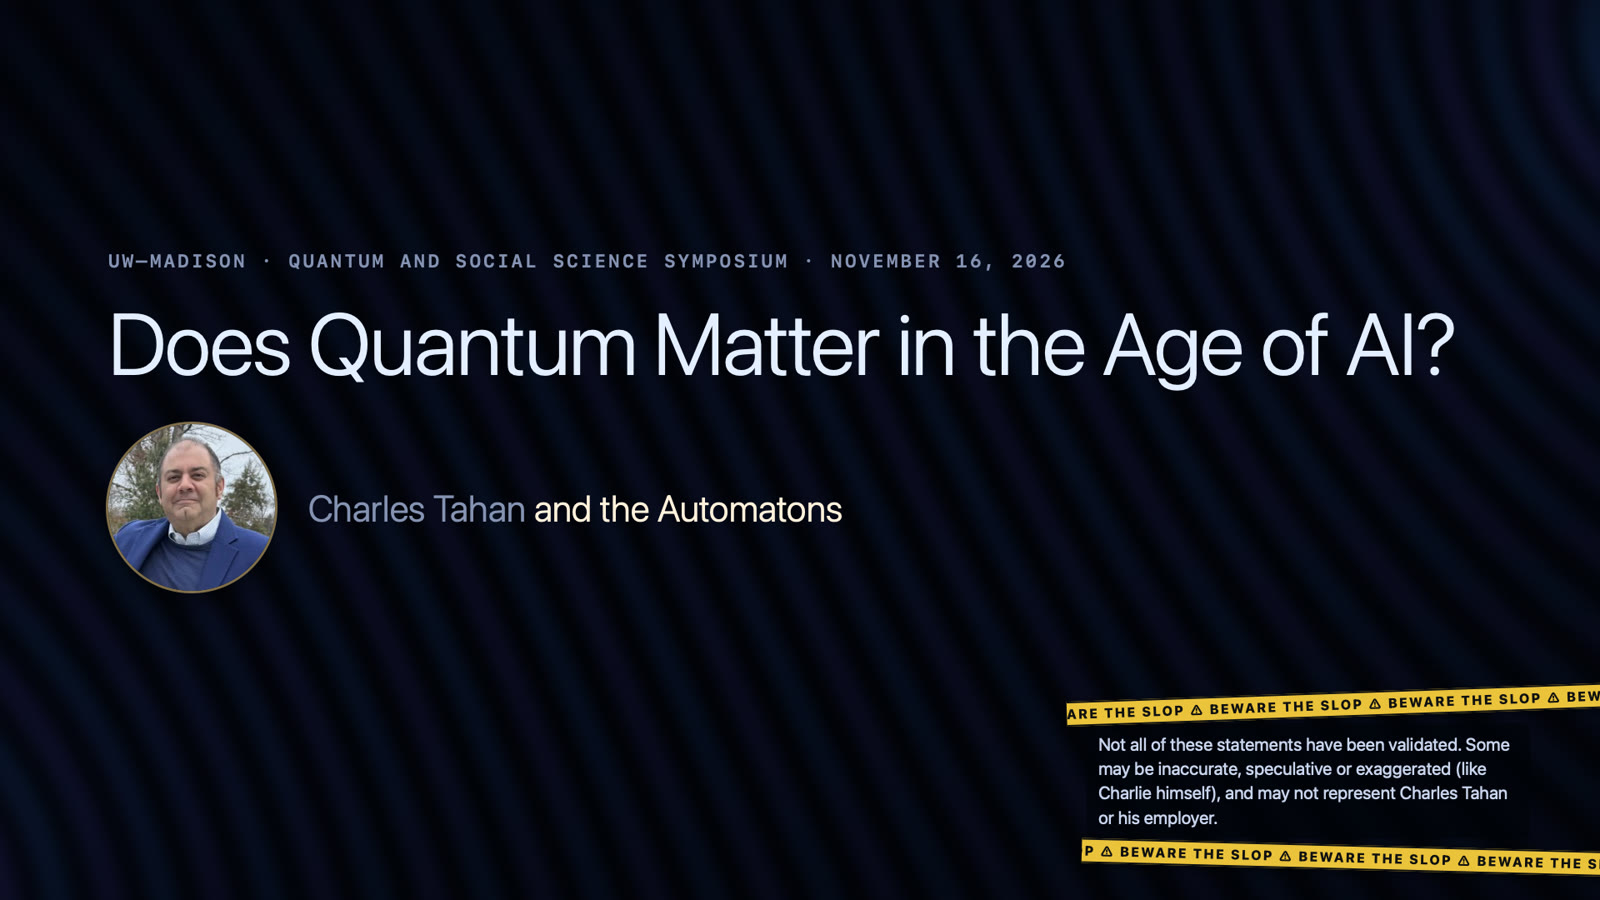 UW–MADISON · QUANTUM AND SOCIAL SCIENCE SYMPOSIUM · NOVEMBER 16, 2026
Does Quantum Matter in the Age of AI?
Charles Tahan and the Automatons
ARE THE SLOP ⚠ BEWARE THE SLOP ⚠ BEWARE THE SLOP ⚠ BEW
Not all of these statements have been validated. Some
may be inaccurate, speculative or exaggerated (like
Charlie himself), and may not represent Charles Tahan
or his employer.
P ⚠ BEWARE THE SLOP ⚠ BEWARE THE SLOP ⚠ BEWARE THE S